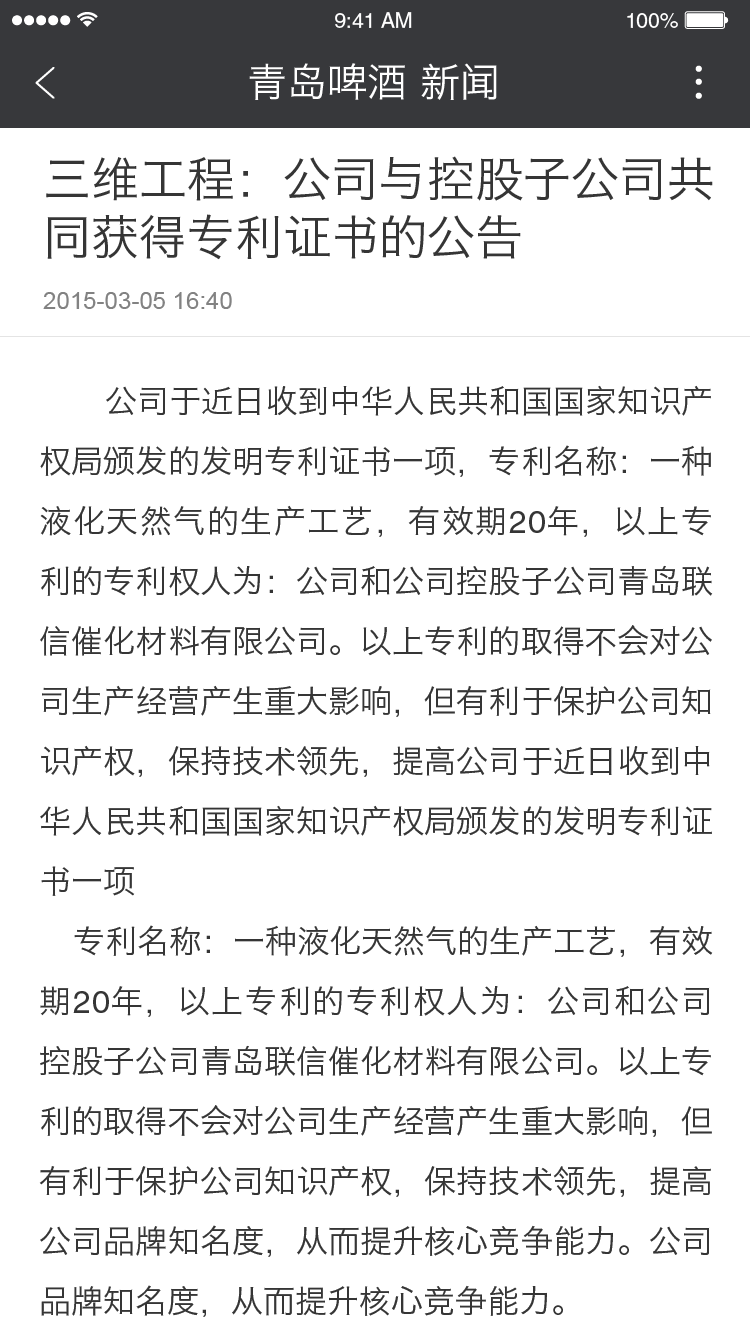 9:41 AM
100%
青岛啤酒 新闻
三维工程：公司与控股子公司共
同获得专利证书的公告
2015-03-05 16:40
公司于近日收到中华人民共和国国家知识产
权局颁发的发明专利证书一项，专利名称：一种
液化天然气的生产工艺，有效期20年，以上专
利的专利权人为：公司和公司控股子公司青岛联
信催化材料有限公司。以上专利的取得不会对公
司生产经营产生重大影响，但有利于保护公司知
识产权，保持技术领先，提高公司于近日收到中
华人民共和国国家知识产权局颁发的发明专利证
书一项
专利名称：一种液化天然气的生产工艺，有效
期20年，以上专利的专利权人为：公司和公司
控股子公司青岛联信催化材料有限公司。以上专
利的取得不会对公司生产经营产生重大影响，但
有利于保护公司知识产权，保持技术领先，提高
公司品牌知名度，从而提升核心竞争能力。公司
品牌知名度，从而提升核心竞争能力。